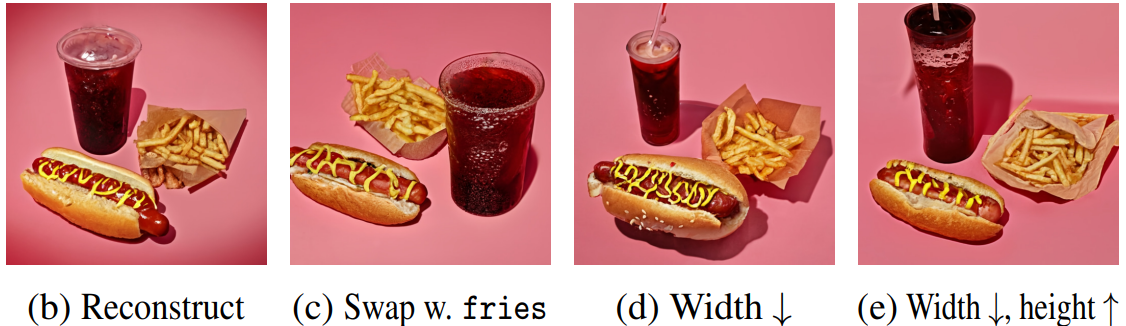 (b) Reconstruct (c) Swap w. fries (d) Width ↓ (e) Width ↓, height ↑